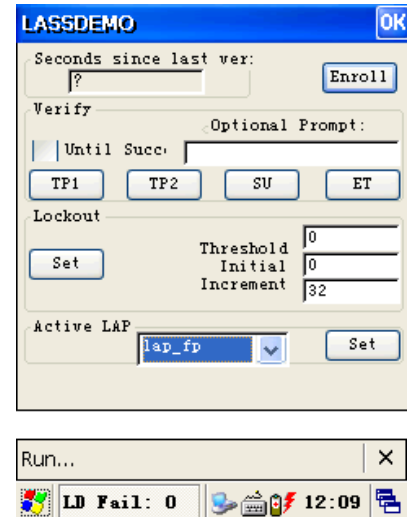 LASSDEMO OK
Seconds since last ver:
? Enroll
Verify
Optional Prompt:
Until Succ
TP1 TP2 SU ET
Lockout
Threshold 0
Set Initial 0
Increment 32
Active LAP
lap_fp Set
Run... ×
LD Fail: 0 12:09